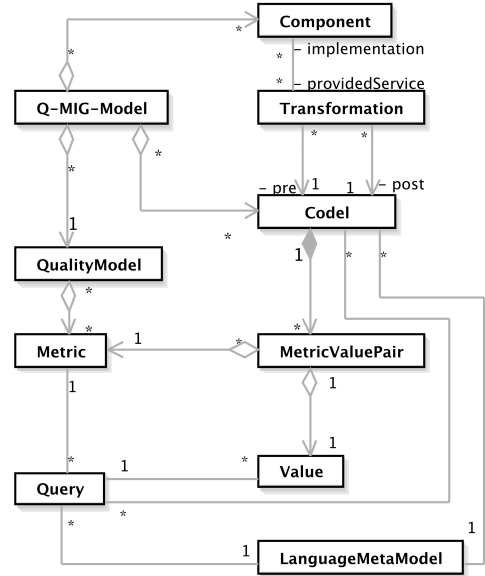 Component
*
– implementation
*
*
*
– providedService
Q-MIG-Model
Transformation
*
*
*
*
– pre
1
1
– post
Codel
1
*
1
*
*
QualityModel
*
*
*
1
*
Metric
MetricValuePair
1
1
*
*
1
1
Value
Query
*
*
1
1
LanguageMetaModel